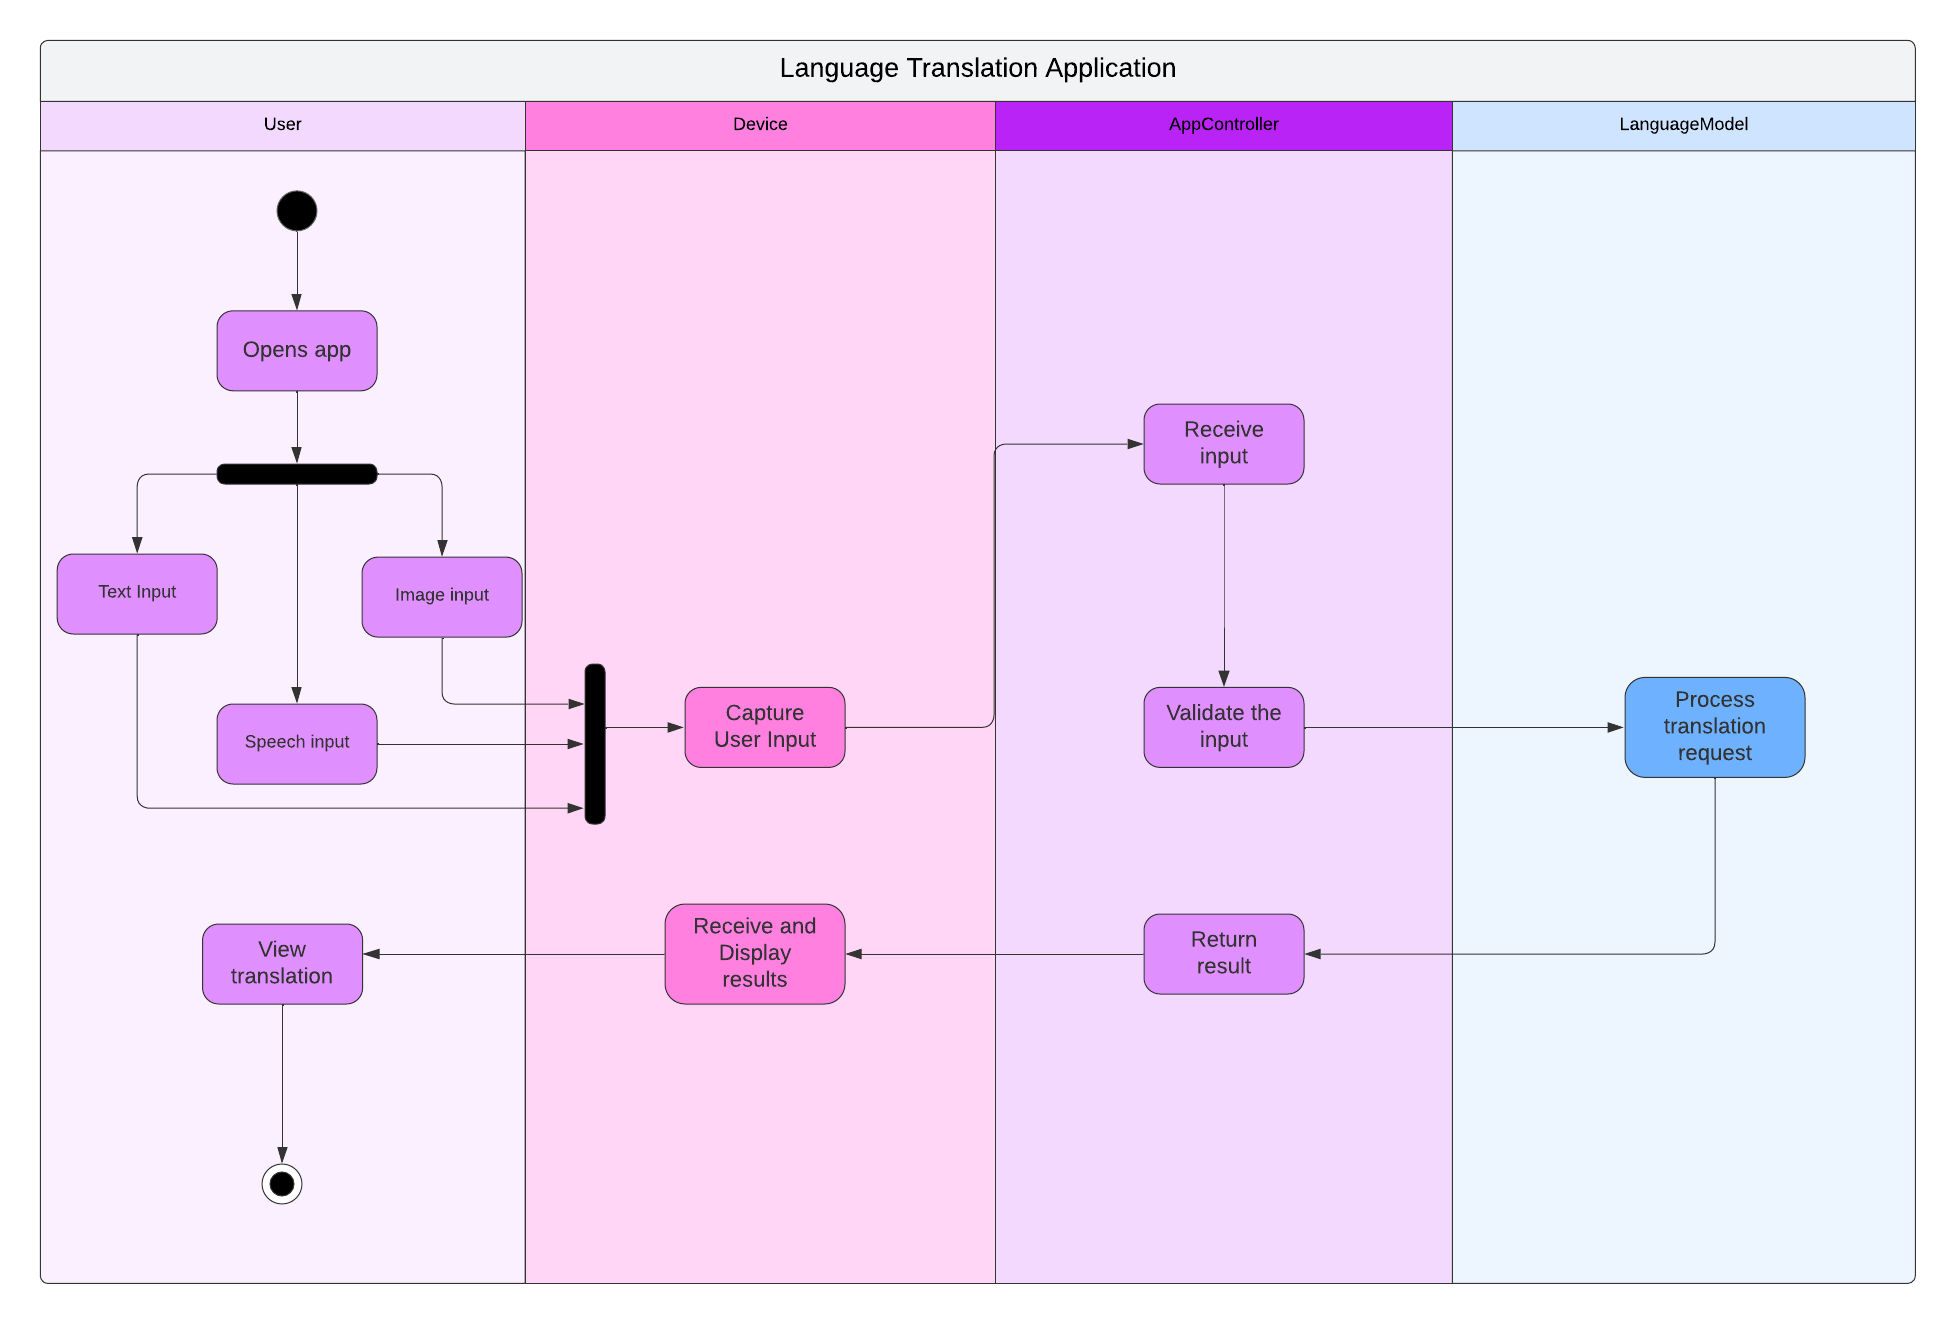 Language Translation Application
User
Device
AppController
LanguageModel
Opens app
Receive
input
Text Input
Image input
Speech input
Capture
User Input
Validate the
input
Process
translation
request
View
translation
Receive and
Display
results
Return
result